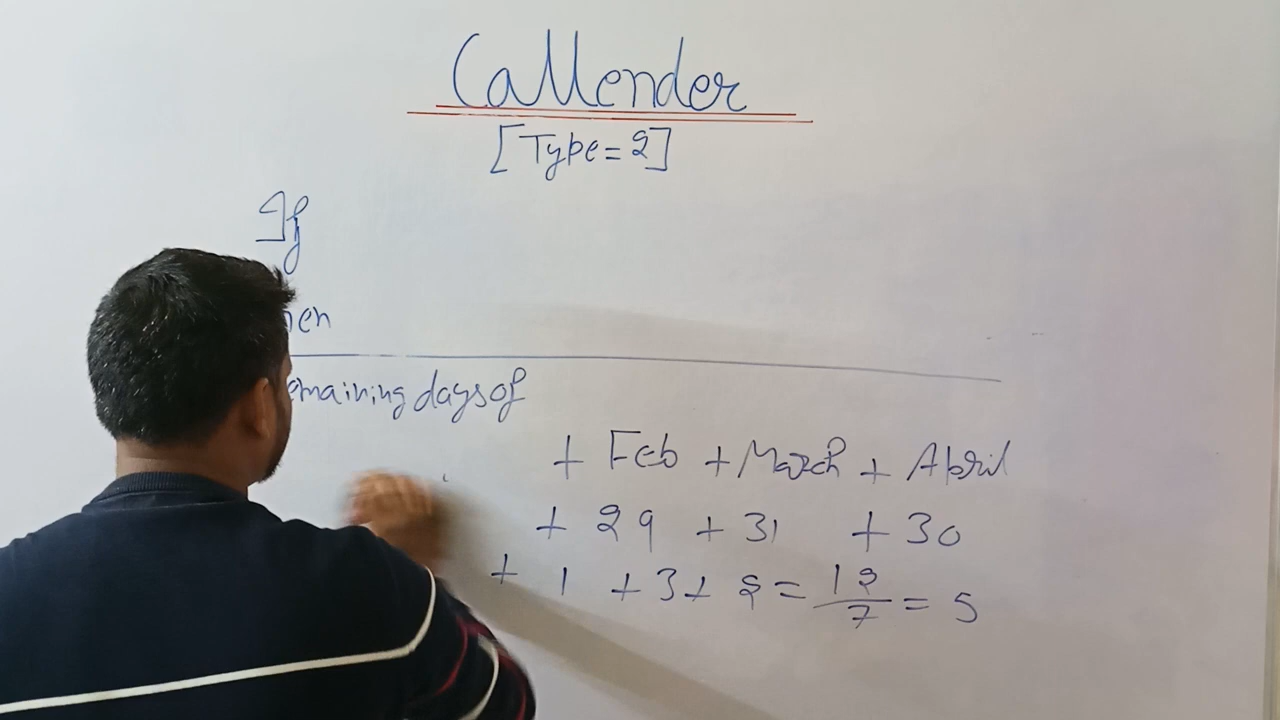 Callender
[Type=2]
If
hen
emaining days of
+ Feb + March + April
+ 29 + 31 + 30
+ 1 + 3 + 2 = 12/7 = 5